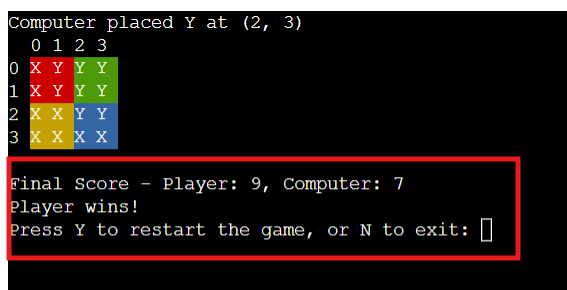 Computer placed Y at (2, 3)
0 1 2 3
0 X Y Y Y
1 X Y Y Y
2 X X Y Y
3 X X X X
Final Score - Player: 9, Computer: 7
Player wins!
Press Y to restart the game, or N to exit: